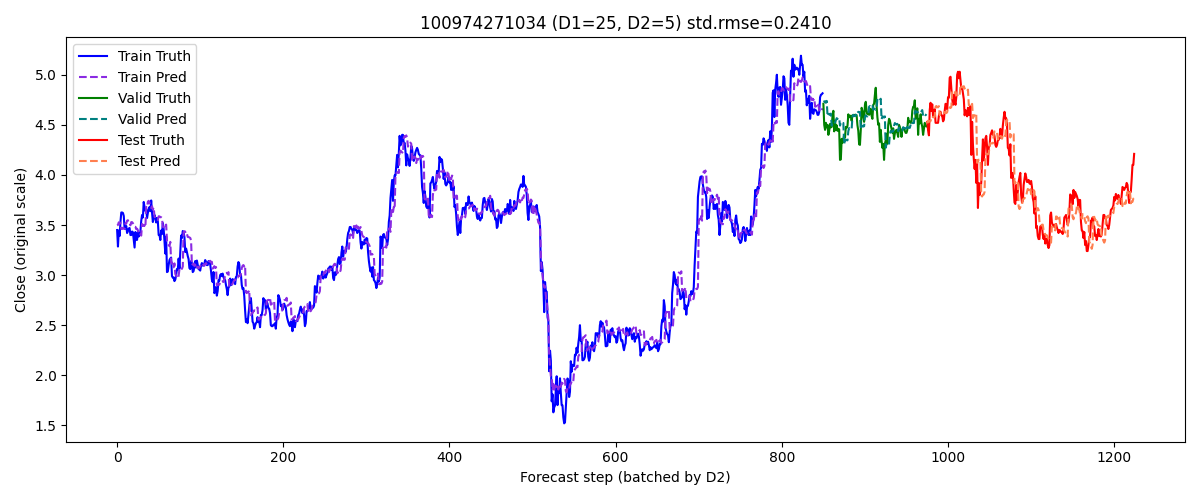 100974271034 (D1=25, D2=5) std.rmse=0.2410
Train Truth
Train Pred
Valid Truth
Valid Pred
Test Truth
Test Pred
Close (original scale)
5.0
4.5
4.0
3.5
3.0
2.5
2.0
1.5
0 200 400 600 800 1000 1200
Forecast step (batched by D2)